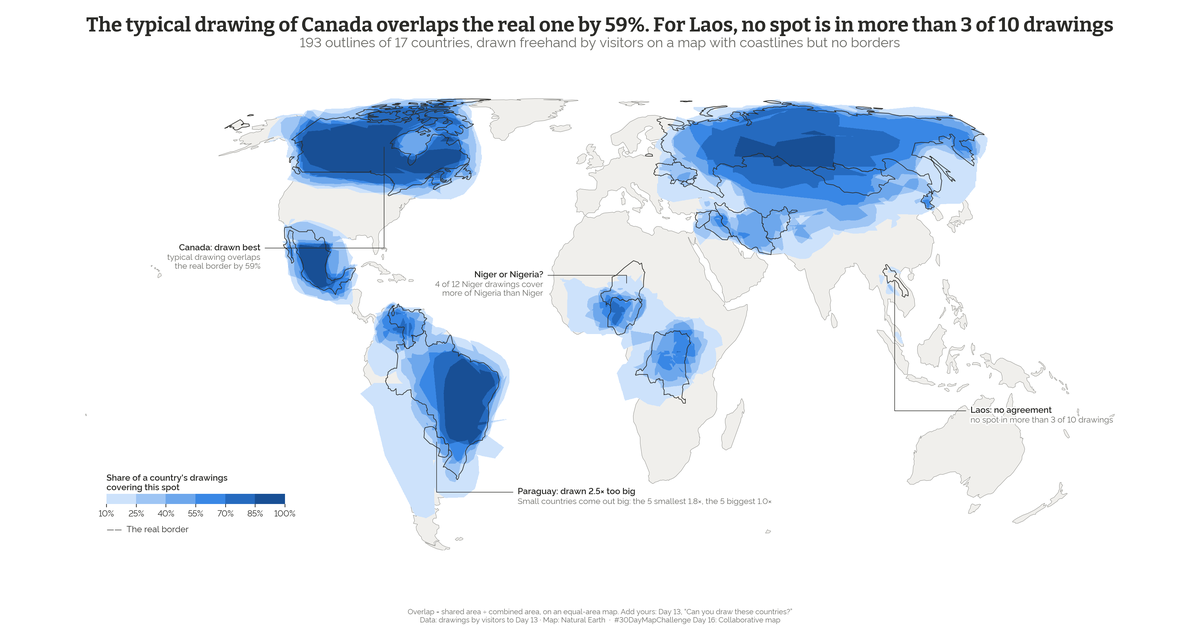 The typical drawing of Canada overlaps the real one by 59%. For Laos, no spot is in more than 3 of 10 drawings
193 outlines of 17 countries, drawn freehand by visitors on a map with coastlines but no borders
Canada: drawn best
typical drawing overlaps
the real border by 59%
Niger or Nigeria?
4 of 12 Niger drawings cover
more of Nigeria than Niger
Laos: no agreement
no spot in more than 3 of 10 drawings
Paraguay: drawn 2.5× too big
Small countries come out big: the 5 smallest 1.8×, the 5 biggest 1.0×
Share of a country's drawings
covering this spot
10% 25% 40% 55% 70% 85% 100%
The real border
Overlap = shared area ÷ combined area, on an equal-area map. Add yours: Day 13, "Can you draw these countries?"
Data: drawings by visitors to Day 13 · Map: Natural Earth · #30DayMapChallenge Day 16: Collaborative map